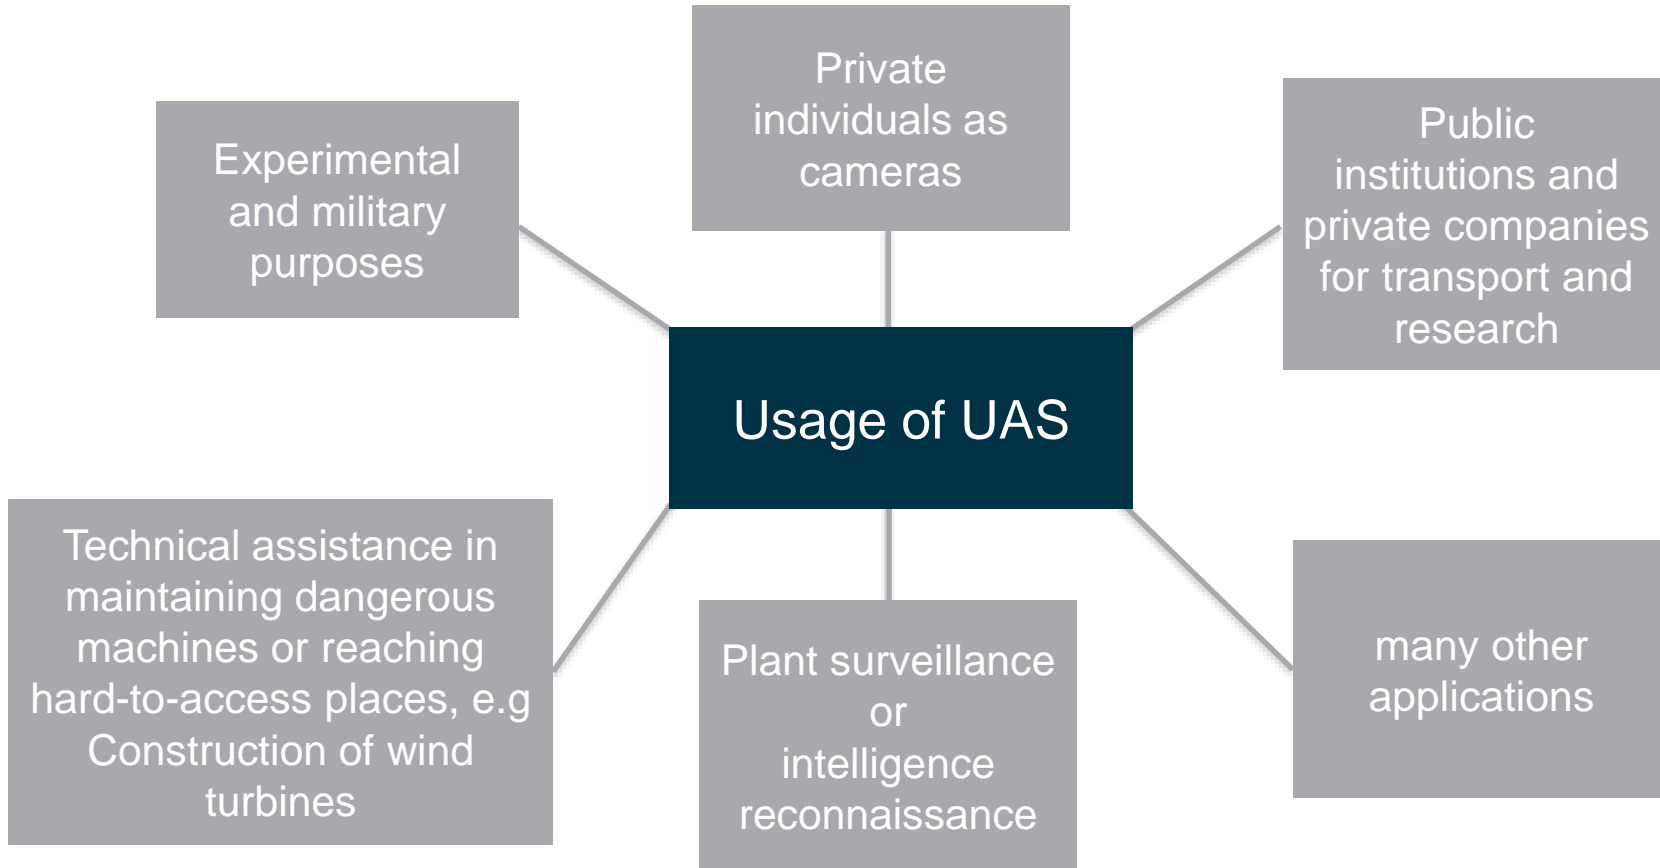 Private
individuals as
cameras
Experimental
and military
purposes
Public
institutions and
private companies
for transport and
research
Usage of UAS
Technical assistance in
maintaining dangerous
machines or reaching
hard-to-access places, e.g
Construction of wind
turbines
Plant surveillance
or
intelligence
reconnaissance
many other
applications